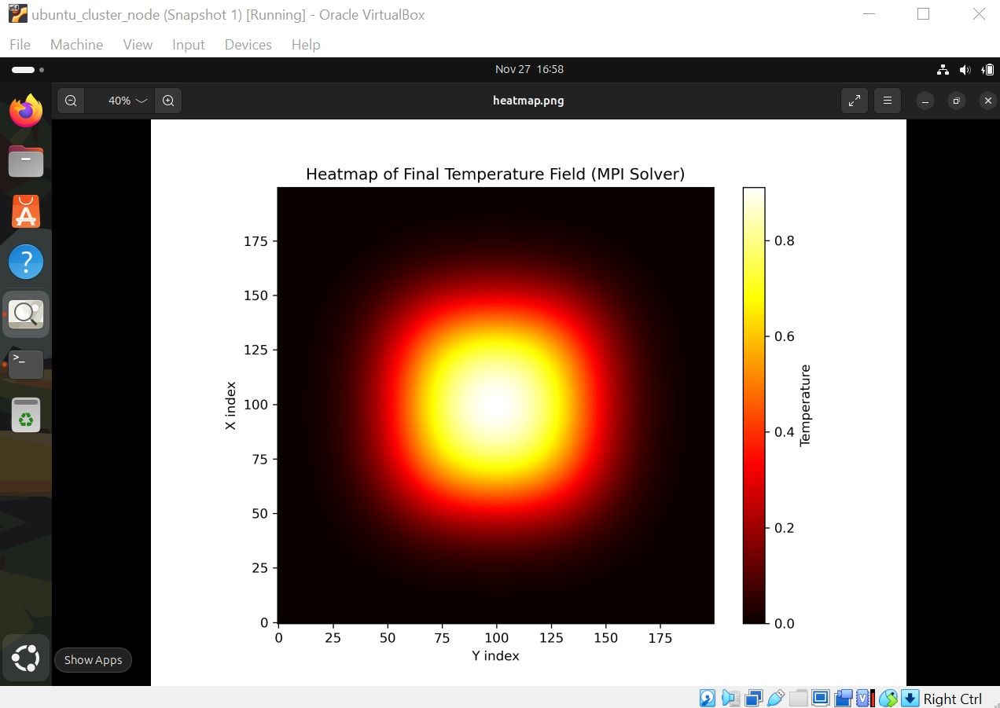 ubuntu_cluster_node (Snapshot 1) [Running] - Oracle VirtualBox
File Machine View Input Devices Help
Nov 27 16:58
40%
heatmap.png
Heatmap of Final Temperature Field (MPI Solver)
175
150
125
100
75
50
25
0
X index
0 25 50 75 100 125 150 175
Y index
0.8
0.6
0.4
0.2
0.0
Temperature
Show Apps
Right Ctrl